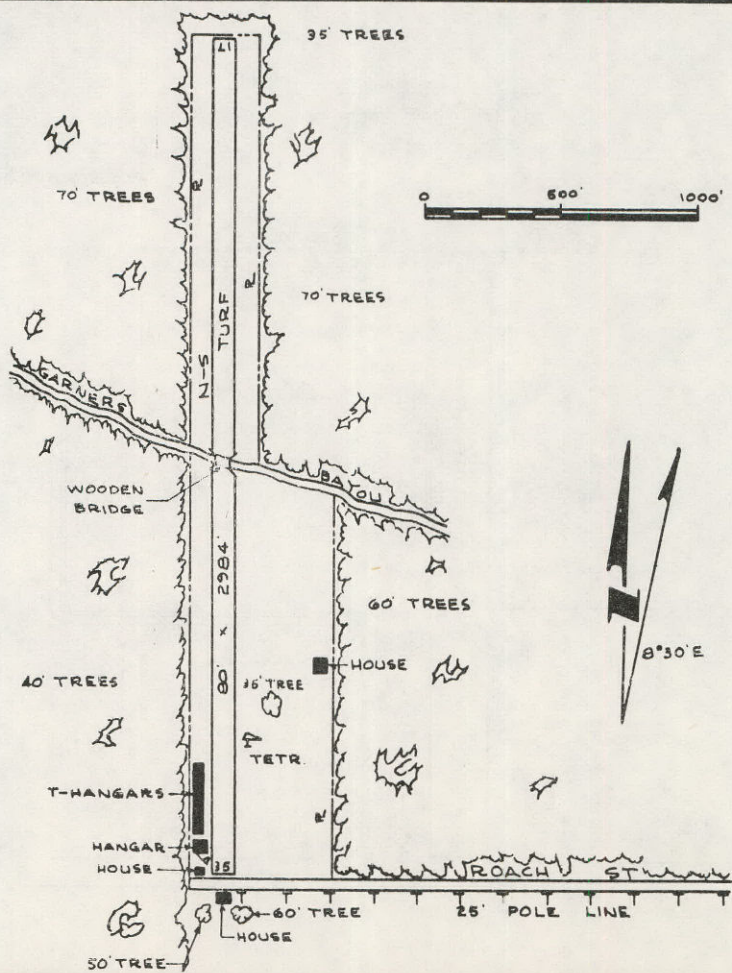 35' TREES
17
70' TREES
R
0 500' 1000'
R
70' TREES
N-S TURF
GARNERS
BAYOU
WOODEN
BRIDGE
80' x 2984'
60' TREES
8°30'E
HOUSE
40' TREES
35' TREE
TETR.
T-HANGARS
R
HANGAR
HOUSE
35
ROACH ST
60' TREE
25' POLE LINE
HOUSE
50' TREE
N